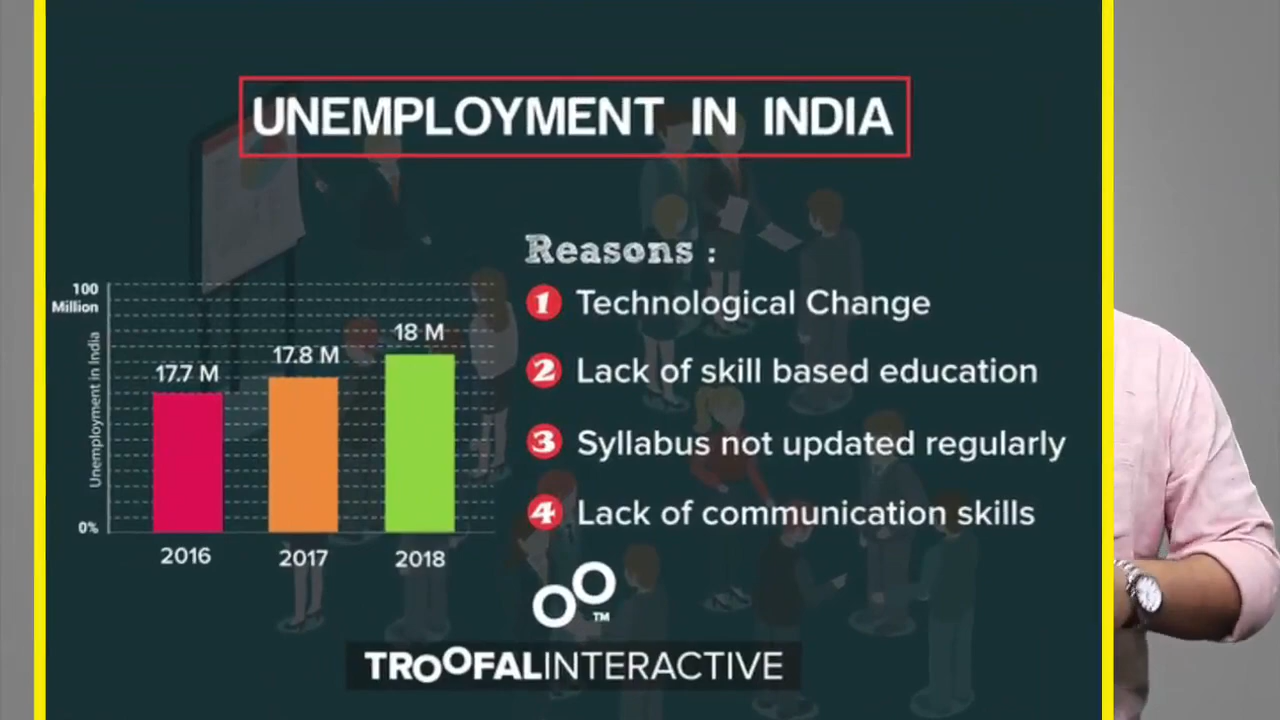 UNEMPLOYMENT IN INDIA
Reasons :
1 Technological Change
2 Lack of skill based education
3 Syllabus not updated regularly
4 Lack of communication skills
100
Million
Unemployment in India
0%
17.7 M
17.8 M
18 M
2016
2017
2018
TM
TROOFALINTERACTIVE